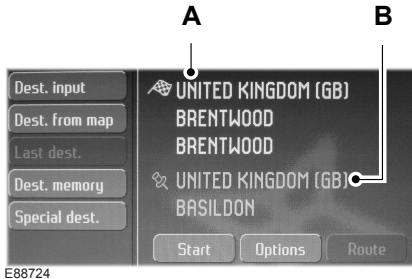 A B
Dest. input
Dest. from map
Last dest.
Dest. memory
Special dest.
UNITED KINGDOM (GB)
BRENTWOOD
BRENTWOOD
UNITED KINGDOM (GB)
BASILDON
Start Options Route
E88724